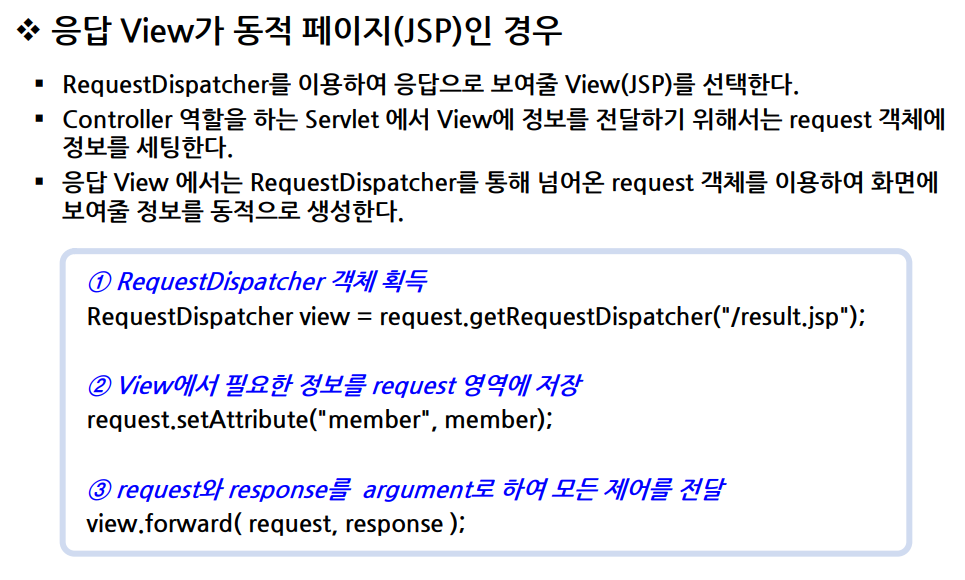 ❖ 응답 View가 동적 페이지(JSP)인 경우
▪ RequestDispatcher를 이용하여 응답으로 보여줄 View(JSP)를 선택한다.
▪ Controller 역할을 하는 Servlet 에서 View에 정보를 전달하기 위해서는 request 객체에
정보를 세팅한다.
▪ 응답 View 에서는 RequestDispatcher를 통해 넘어온 request 객체를 이용하여 화면에
보여줄 정보를 동적으로 생성한다.
① RequestDispatcher 객체 획득
RequestDispatcher view = request.getRequestDispatcher("/result.jsp");
② View에서 필요한 정보를 request 영역에 저장
request.setAttribute("member", member);
③ request와 response를  argument로 하여 모든 제어를 전달
view.forward( request, response );